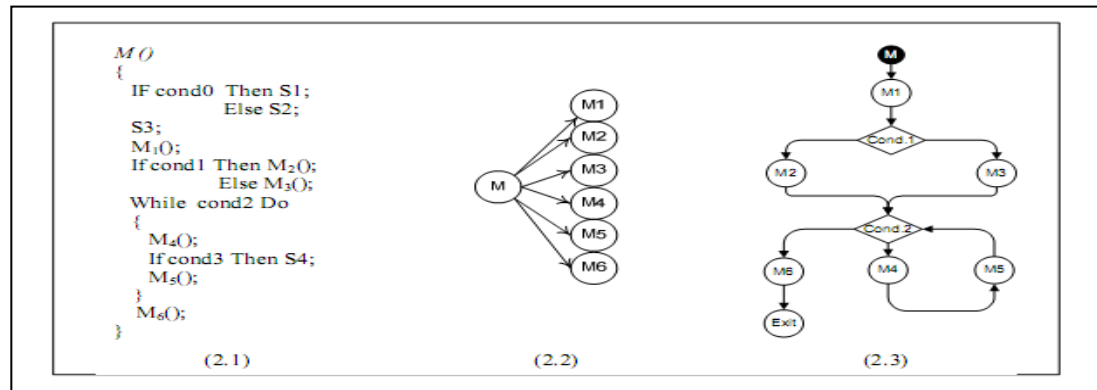 M ()
{
IF cond0 Then S1;
Else S2;
S3;
M₁();
If cond1 Then M₂();
Else M₃();
While cond2 Do
{
M₄();
If cond3 Then S4;
M₅();
}
M₆();
}
(2.1)
M
M1
M2
M3
M4
M5
M6
(2.2)
M
M1
Cond.1
M2
M3
Cond.2
M6
M4
M5
Exit
(2.3)